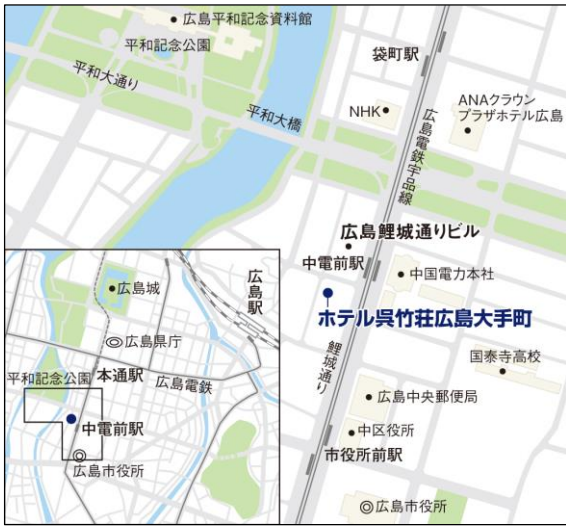 広島平和記念資料館
平和記念公園
平和大通り
平和大橋
袋町駅
NHK
ANAクラウン
プラザホテル広島
広島電鉄宇品線
広島鯉城通りビル
中電前駅
中国電力本社
ホテル呉竹荘広島大手町
鯉城通り
国泰寺高校
広島中央郵便局
中区役所
市役所前駅
広島市役所
広島城
広島駅
広島県庁
本通駅
広島電鉄
平和記念公園
中電前駅
広島市役所